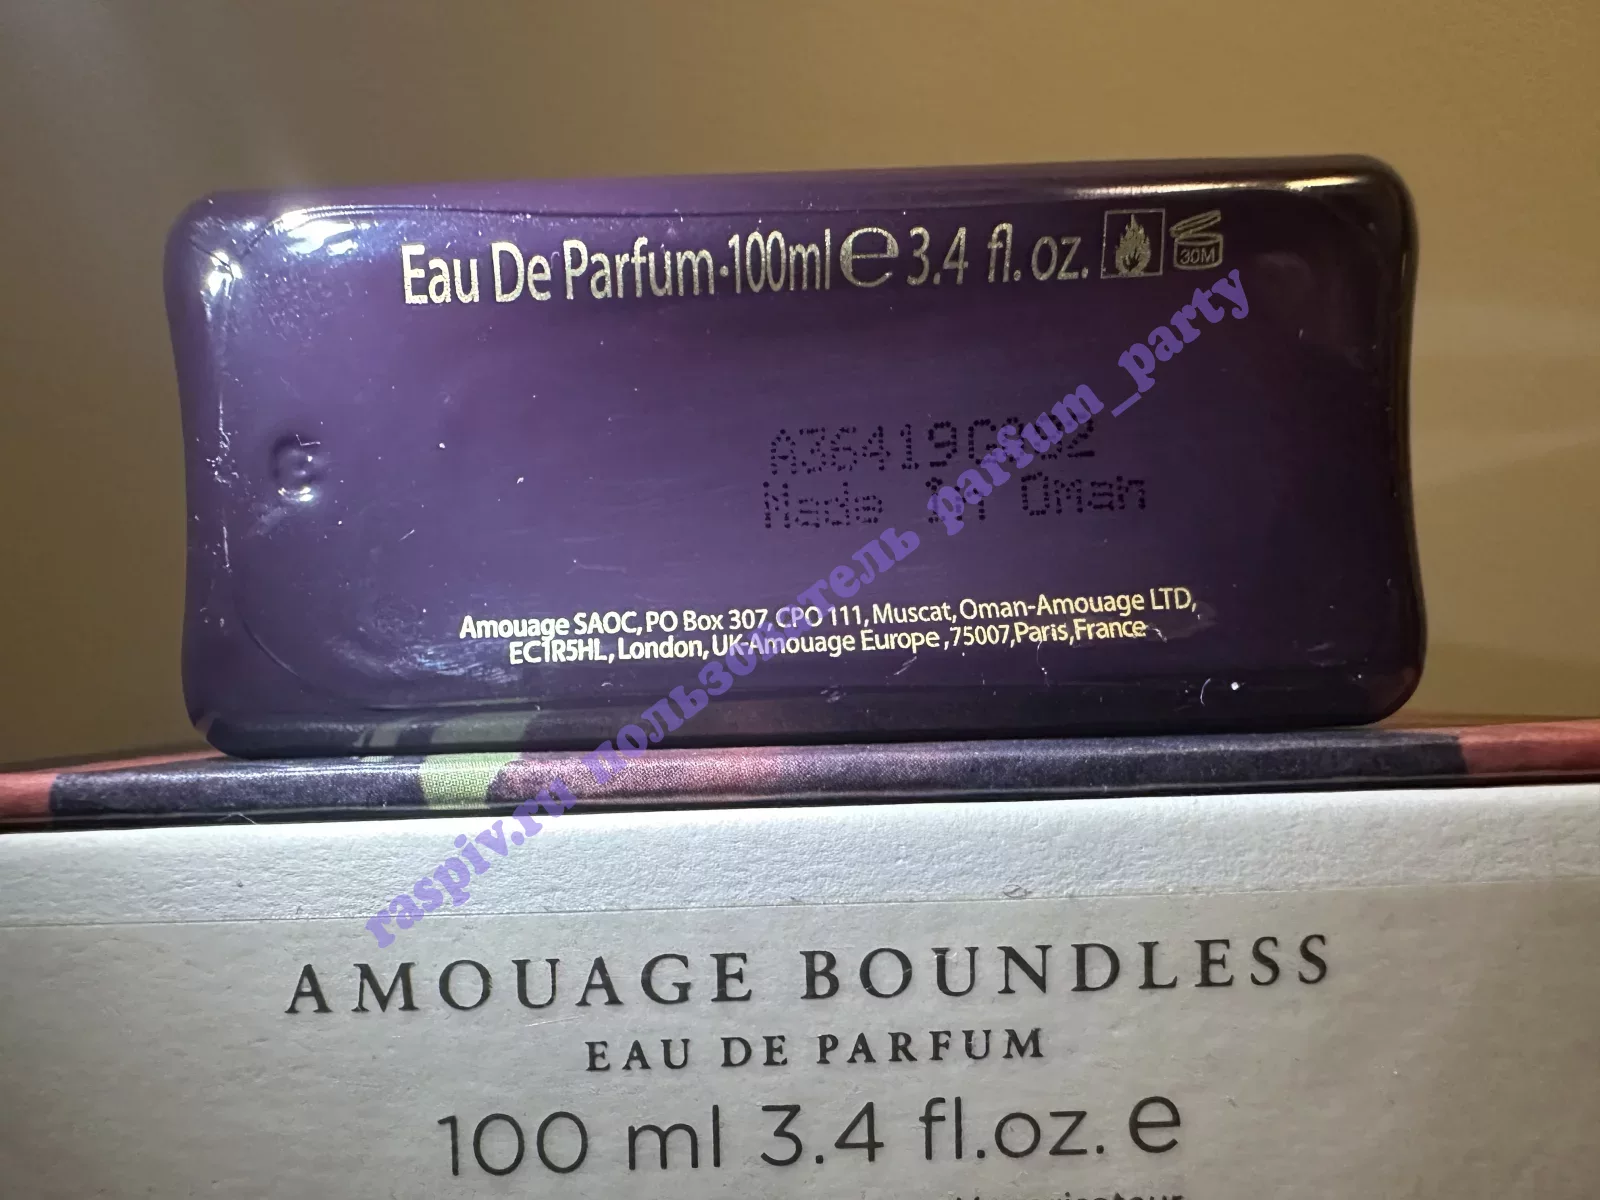 Eau De Parfum·100ml e 3.4 fl. oz.
30M
Made in Oman
Amouage SAOC, PO Box 307, CPO 111, Muscat, Oman-Amouage LTD,
EC1R5HL, London, UK-Amouage Europe ,75007,Paris,France
raspiv.ru пользователь parfum_party
AMOUAGE BOUNDLESS
EAU DE PARFUM
100 ml 3.4 fl.oz. e